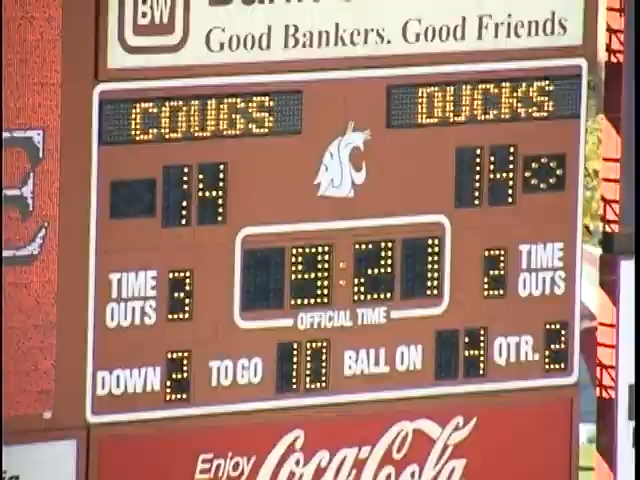 BW
Good Bankers. Good Friends
COUGS DUCKS
14 14
TIME OUTS 3 9:21 2 TIME OUTS
OFFICIAL TIME
DOWN 2 TO GO 10 BALL ON 4 QTR. 2
Enjoy
Coca-Cola